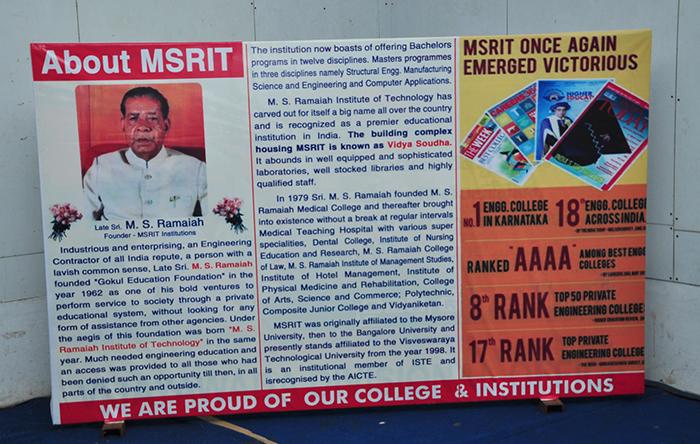 About MSRIT
Late Sri. M. S. Ramaiah
Founder - MSRIT Institutions
Industrious and enterprising, an Engineering
Contractor of all India repute, a person with a
lavish common sense, Late Sri. M. S. Ramaiah
founded "Gokul Education Foundation" in the
year 1962 as one of his bold ventures to
perform service to society through a private
educational system, without looking for any
form of assistance from other agencies. Under
the aegis of this foundation was born "M. S.
Ramaiah Institute of Technology" in the same
year. Much needed engineering education and
an access was provided to all those who had
been denied such an opportunity till then, in all
parts of the country and outside.
The institution now boasts of offering Bachelors
programs in twelve disciplines. Masters programmes
in three disciplines namely Structural Engg. Manufacturing
Science and Engineering and Computer Applications.
M. S. Ramaiah Institute of Technology has
carved out for itself a big name all over the country
and is recognized as a premier educational
institution in India. The building complex
housing MSRIT is known as Vidya Soudha.
It abounds in well equipped and sophisticated
laboratories, well stocked libraries and highly
qualified staff.
In 1979 Sri. M. S. Ramaiah founded M. S.
Ramaiah Medical College and thereafter brought
into existence without a break at regular intervals
Medical Teaching Hospital with various super
specialities, Dental College, Institute of Nursing
Education and Research, M. S. Ramaiah College
of Law, M. S. Ramaiah Institute of Management Studies,
Institute of Hotel Management, Institute of
Physical Medicine and Rehabilitation, College
of Arts, Science and Commerce; Polytechnic,
Composite Junior College and Vidyaniketan.
MSRIT was originally affiliated to the Mysore
University, then to the Bangalore University and
presently stands affiliated to the Visveswaraya
Technological University from the year 1998. It
is an institutional member of ISTE and
isrecognised by the AICTE.
MSRIT ONCE AGAIN
EMERGED VICTORIOUS
THE WEEK
CAREERS
HIGHER
NO. 1 ENGG. COLLEGE
IN KARNATAKA
18th ENGG. COLLEGE
ACROSS INDIA
RANKED "AAAA" AMONG BEST ENGG
COLLEGES
8th RANK TOP 50 PRIVATE
ENGINEERING COLLEGE
17th RANK TOP PRIVATE
ENGINEERING COLLEGE
WE ARE PROUD OF OUR COLLEGE & INSTITUTIONS